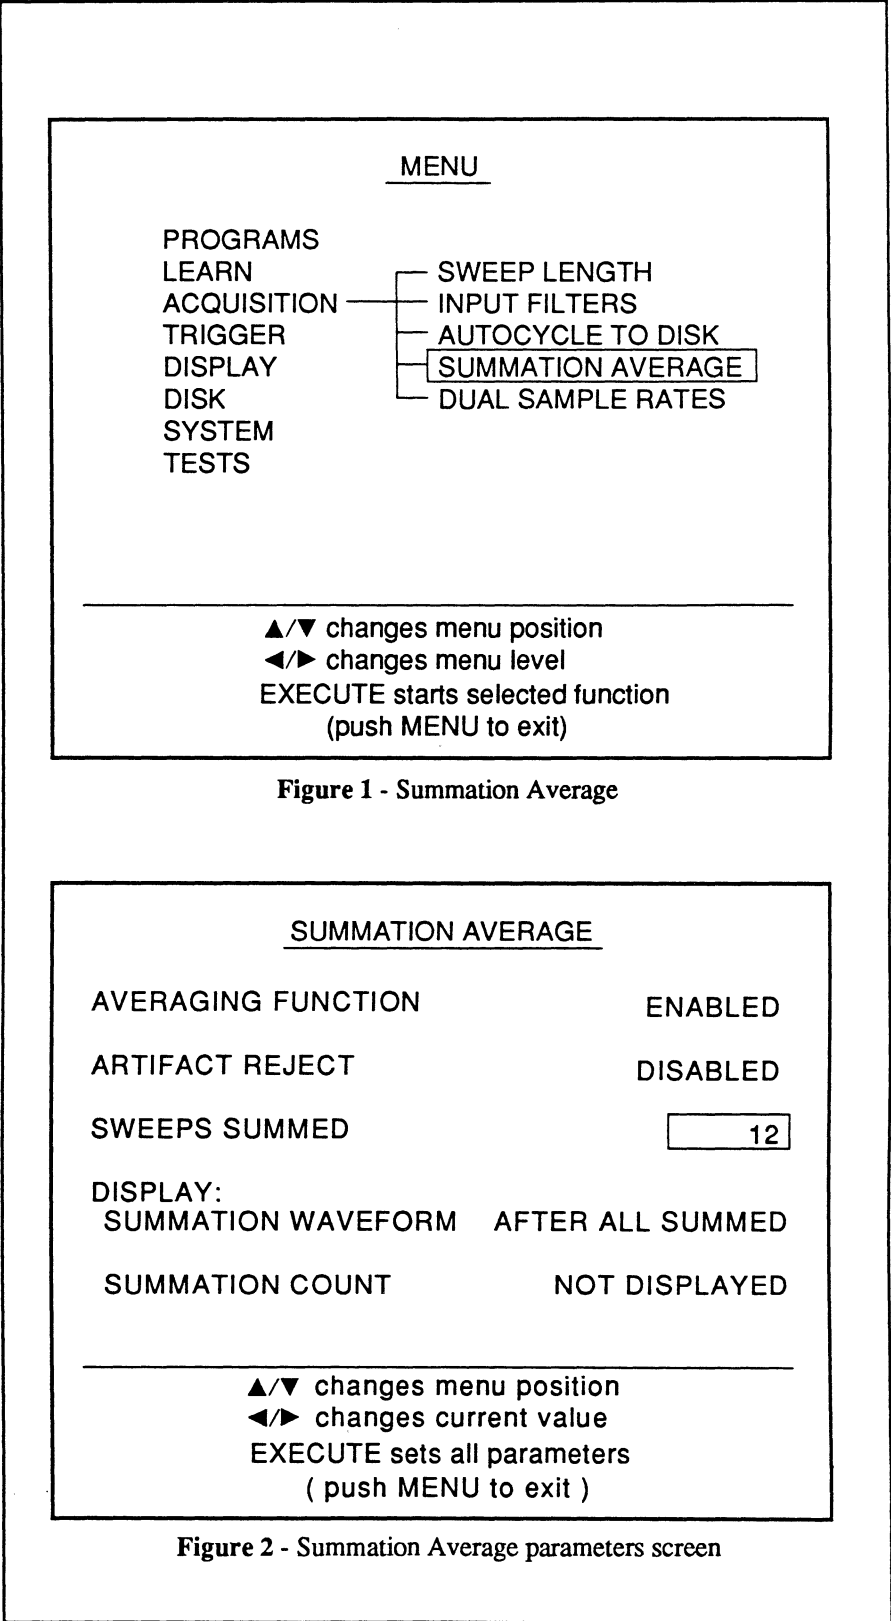 MENU
PROGRAMS
LEARN SWEEP LENGTH
ACQUISITION INPUT FILTERS
TRIGGER AUTOCYCLE TO DISK
DISPLAY SUMMATION AVERAGE
DISK DUAL SAMPLE RATES
SYSTEM
TESTS
▲/▼ changes menu position
◄/► changes menu level
EXECUTE starts selected function
(push MENU to exit)
Figure 1 - Summation Average
SUMMATION AVERAGE
AVERAGING FUNCTION ENABLED
ARTIFACT REJECT DISABLED
SWEEPS SUMMED 12
DISPLAY:
SUMMATION WAVEFORM AFTER ALL SUMMED
SUMMATION COUNT NOT DISPLAYED
▲/▼ changes menu position
◄/► changes current value
EXECUTE sets all parameters
( push MENU to exit )
Figure 2 - Summation Average parameters screen